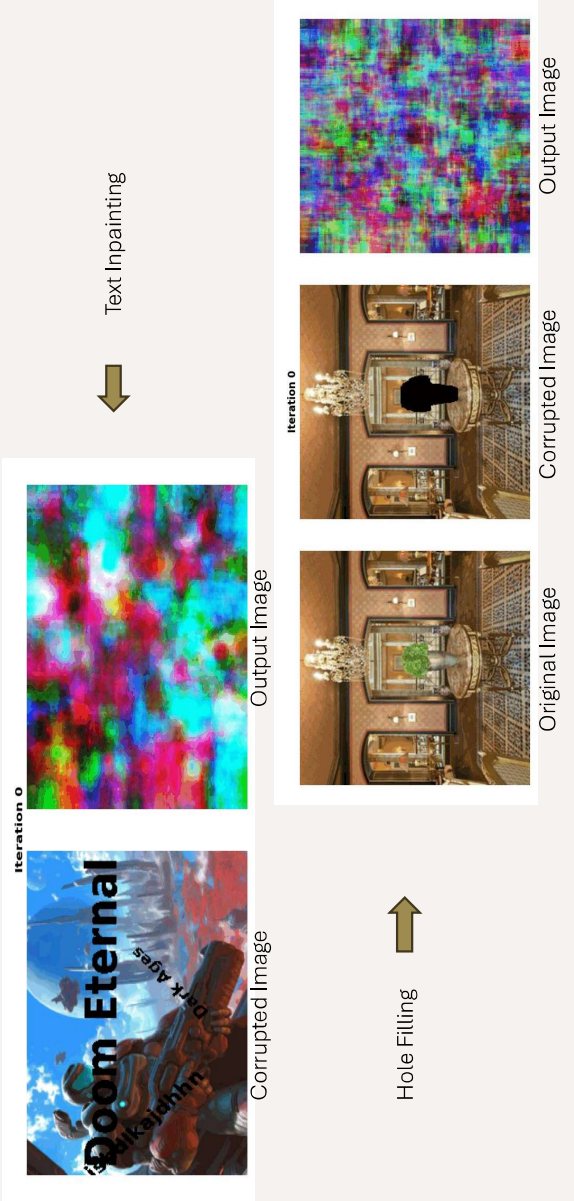 Iteration 0
Doom Eternal
Dark Ages
Corrupted Image
Output Image
Text Inpainting
Hole Filling
Iteration 0
Original Image
Corrupted Image
Output Image